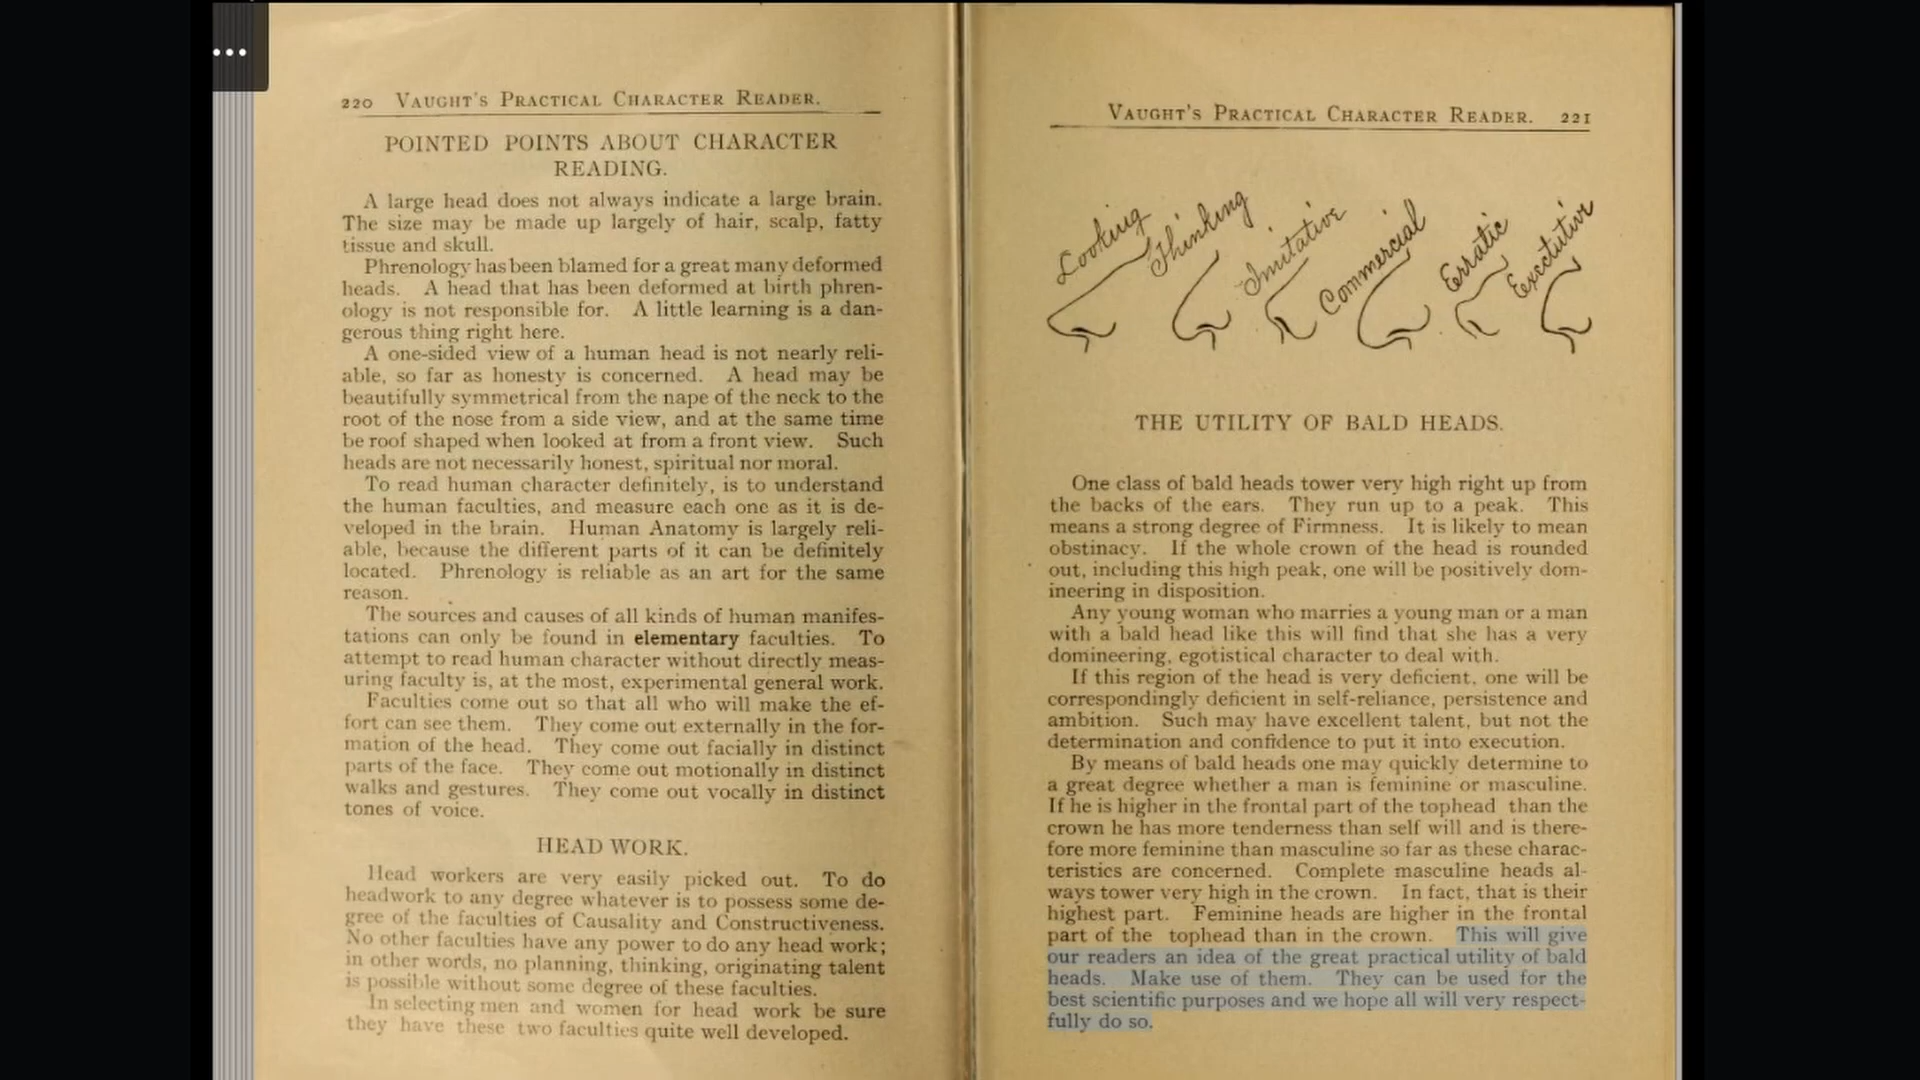 220 VAUGHT'S PRACTICAL CHARACTER READER.
POINTED POINTS ABOUT CHARACTER
READING.
A large head does not always indicate a large brain.
The size may be made up largely of hair, scalp, fatty
tissue and skull.
Phrenology has been blamed for a great many deformed
heads. A head that has been deformed at birth phren-
ology is not responsible for. A little learning is a dan-
gerous thing right here.
A one-sided view of a human head is not nearly reli-
able, so far as honesty is concerned. A head may be
beautifully symmetrical from the nape of the neck to the
root of the nose from a side view, and at the same time
be roof shaped when looked at from a front view. Such
heads are not necessarily honest, spiritual nor moral.
To read human character definitely, is to understand
the human faculties, and measure each one as it is de-
veloped in the brain. Human Anatomy is largely reli-
able, because the different parts of it can be definitely
located. Phrenology is reliable as an art for the same
reason.
The sources and causes of all kinds of human manifes-
tations can only be found in elementary faculties. To
attempt to read human character without directly meas-
uring faculty is, at the most, experimental general work.
Faculties come out so that all who will make the ef-
fort can see them. They come out externally in the for-
mation of the head. They come out facially in distinct
parts of the face. They come out motionally in distinct
walks and gestures. They come out vocally in distinct
tones of voice.
HEAD WORK.
Head workers are very easily picked out. To do
headwork to any degree whatever is to possess some de-
gree of the faculties of Causality and Constructiveness.
No other faculties have any power to do any head work;
in other words, no planning, thinking, originating talent
is possible without some degree of these faculties.
In selecting men and women for head work be sure
they have these two faculties quite well developed.
VAUGHT'S PRACTICAL CHARACTER READER. 221
Looking
Thinking
Imitative
Commercial
Erratic
Executive
THE UTILITY OF BALD HEADS.
One class of bald heads tower very high right up from
the backs of the ears. They run up to a peak. This
means a strong degree of Firmness. It is likely to mean
obstinacy. If the whole crown of the head is rounded
out, including this high peak, one will be positively dom-
ineering in disposition.
Any young woman who marries a young man or a man
with a bald head like this will find that she has a very
domineering, egotistical character to deal with.
If this region of the head is very deficient, one will be
correspondingly deficient in self-reliance, persistence and
ambition. Such may have excellent talent, but not the
determination and confidence to put it into execution.
By means of bald heads one may quickly determine to
a great degree whether a man is feminine or masculine.
If he is higher in the frontal part of the tophead than the
crown he has more tenderness than self will and is there-
fore more feminine than masculine so far as these charac-
teristics are concerned. Complete masculine heads al-
ways tower very high in the crown. In fact, that is their
highest part. Feminine heads are higher in the frontal
part of the tophead than in the crown. This will give
our readers an idea of the great practical utility of bald
heads. Make use of them. They can be used for the
best scientific purposes and we hope all will very respect-
fully do so.